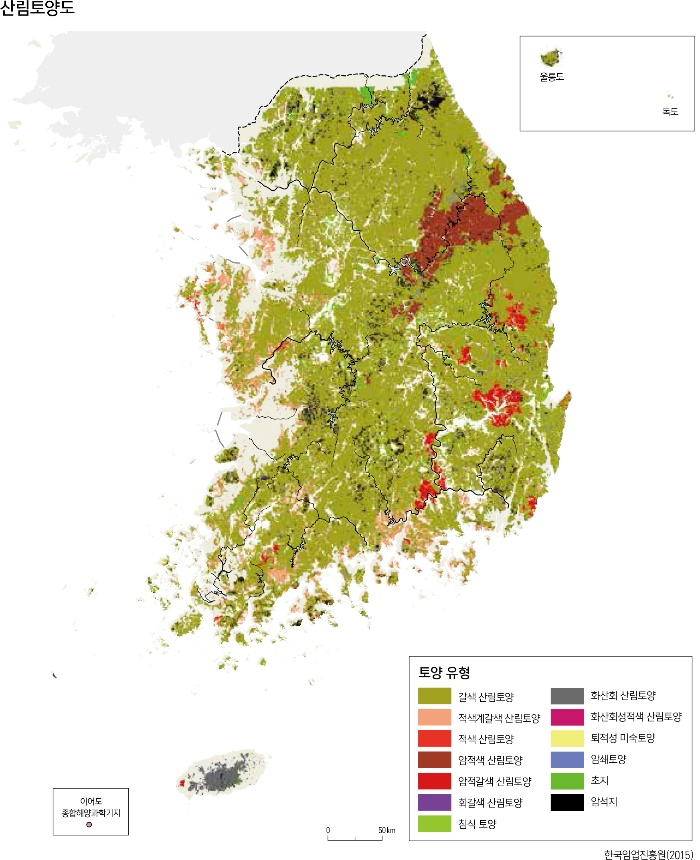 산림토양도
울릉도
독도
토양 유형
갈색 산림토양
적색계갈색 산림토양
적색 산림토양
암적색 산림토양
암적갈색 산림토양
회갈색 산림토양
침식 토양
화산회 산림토양
화산회성적색 산림토양
퇴적성 미숙토양
암쇄토양
초지
암석지
이어도
종합해양과학기지
0 50km
한국임업진흥원(2015)